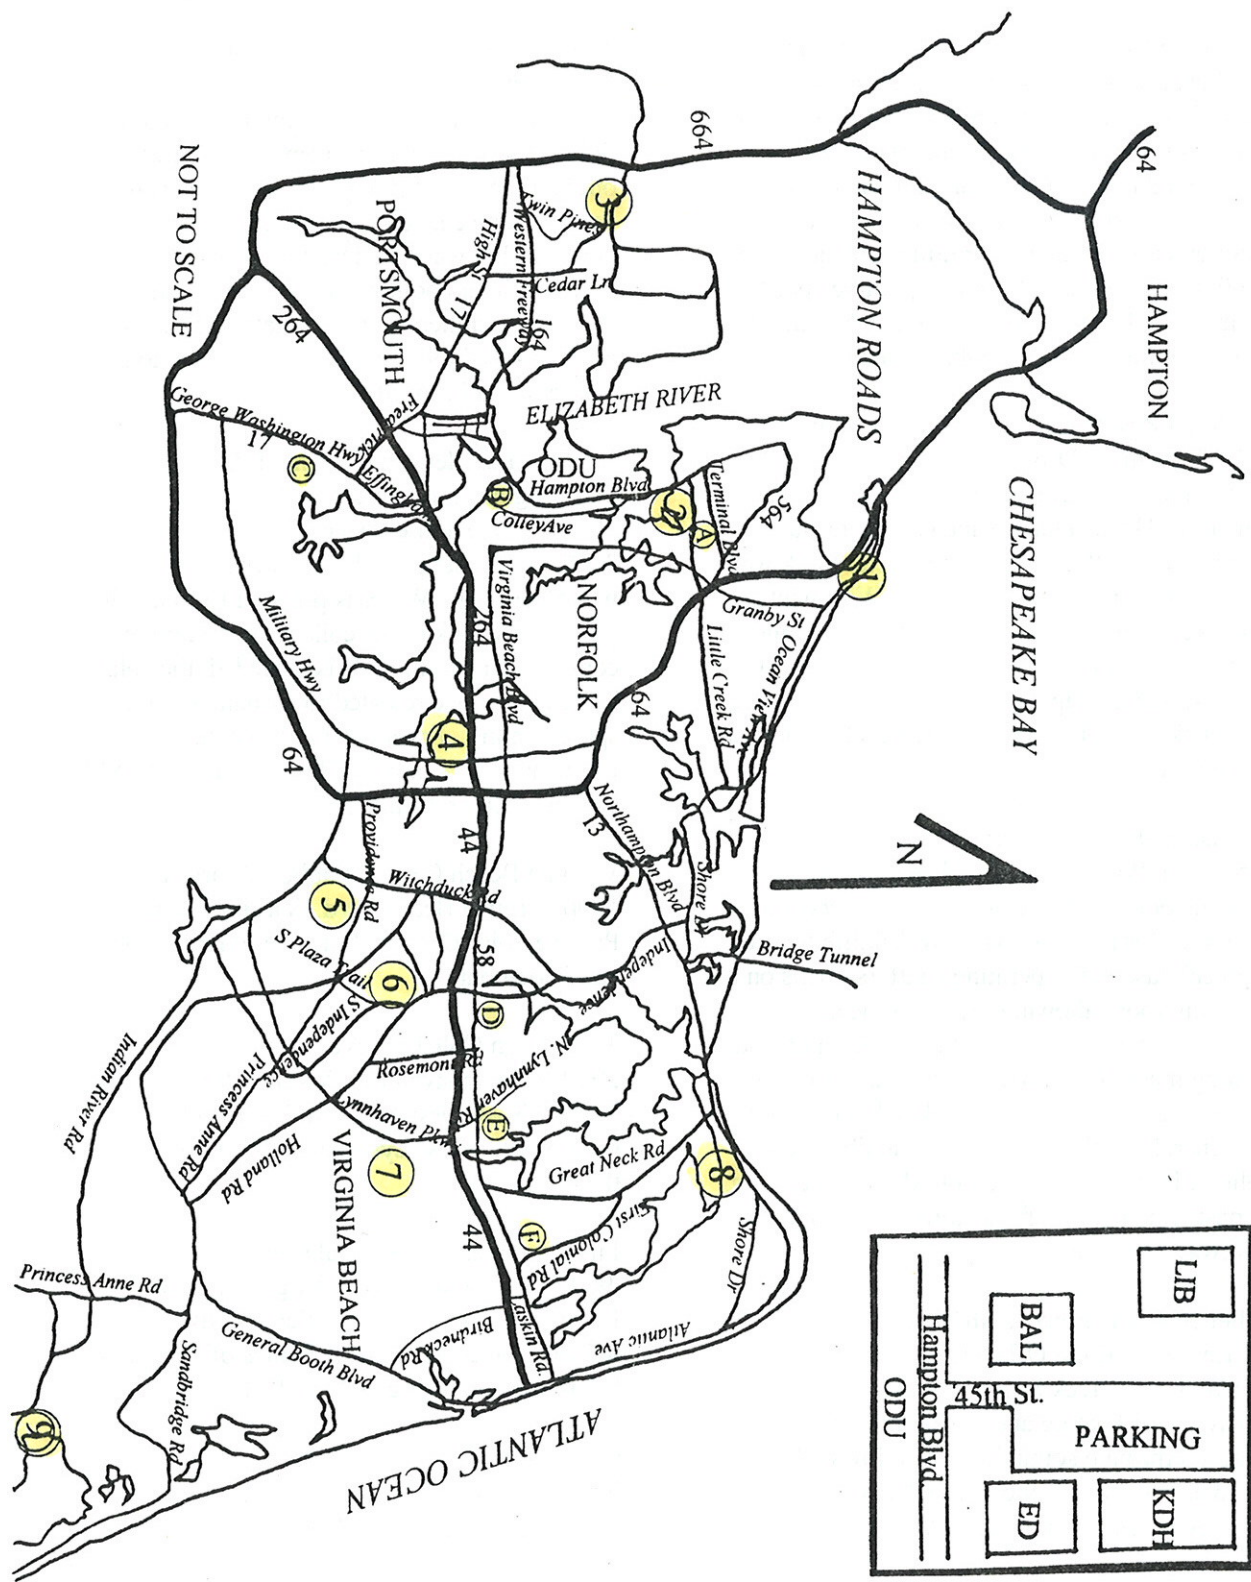 64
HAMPTON
664
HAMPTON ROADS
CHESAPEAKE BAY
NOT TO SCALE
PORTSMOUTH
3
Twin Pines
Western Freeway
High St
Cedar Ln
164
17
264
ELIZABETH RIVER
George Washington Hwy
17
Frederick
Effingham
C
ODU
Hampton Blvd
B
Colley Ave
2
A
Terminal Blvd
564
1
Granby St
Ocean View Ave
Little Creek Rd
NORFOLK
Virginia Beach Blvd
264
64
Military Hwy
4
64
44
Northampton Blvd
13
Shore Dr
N
Bridge Tunnel
Providence Rd
Witchduck Rd
5
S Plaza Trail
6
58
Independence
D
S Independence
Princess Anne Rd
Indian River Rd
Rosemont Rd
N. Lynnhaven Rd
E
Lynnhaven Pkwy
Holland Rd
7
VIRGINIA BEACH
Great Neck Rd
8
First Colonial Rd
F
Shore Dr
44
Laskin Rd.
Birdneck Rd
Atlantic Ave
Princess Anne Rd
General Booth Blvd
Sandbridge Rd
9
ATLANTIC OCEAN
LIB
BAL
Hampton Blvd.
ODU
45th St.
PARKING
ED
KDH